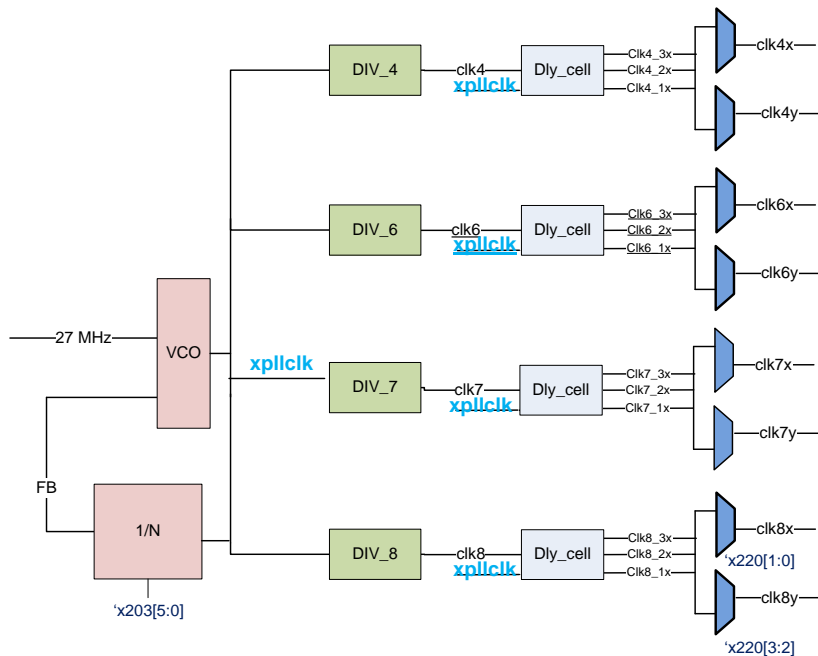 DIV_4
clk4
xpllclk
Dly_cell
Clk4_3x
Clk4_2x
Clk4_1x
clk4x
clk4y
DIV_6
clk6
xpllclk
Dly_cell
Clk6_3x
Clk6_2x
Clk6_1x
clk6x
clk6y
27 MHz
VCO
xpllclk
DIV_7
clk7
xpllclk
Dly_cell
Clk7_3x
Clk7_2x
Clk7_1x
clk7x
clk7y
FB
1/N
‘x203[5:0]
DIV_8
clk8
xpllclk
Dly_cell
Clk8_3x
Clk8_2x
Clk8_1x
clk8x
‘x220[1:0]
clk8y
‘x220[3:2]